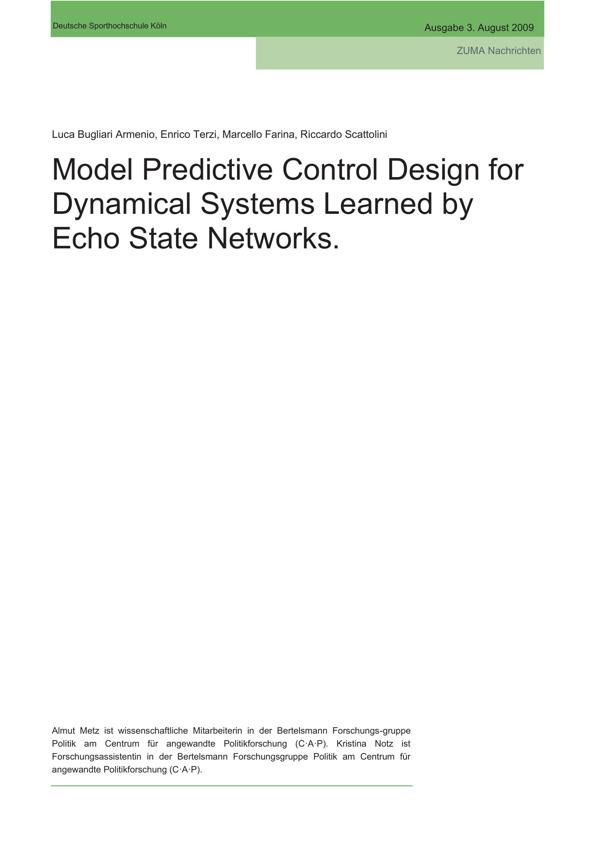 Deutsche Sporthochschule Köln
Ausgabe 3. August 2009
ZUMA Nachrichten
Luca Bugliari Armenio, Enrico Terzi, Marcello Farina, Riccardo Scattolini
Model Predictive Control Design for
Dynamical Systems Learned by
Echo State Networks.
Almut Metz ist wissenschaftliche Mitarbeiterin in der Bertelsmann Forschungs-gruppe
Politik am Centrum für angewandte Politikforschung (C·A·P). Kristina Notz ist
Forschungsassistentin in der Bertelsmann Forschungsgruppe Politik am Centrum für
angewandte Politikforschung (C·A·P).